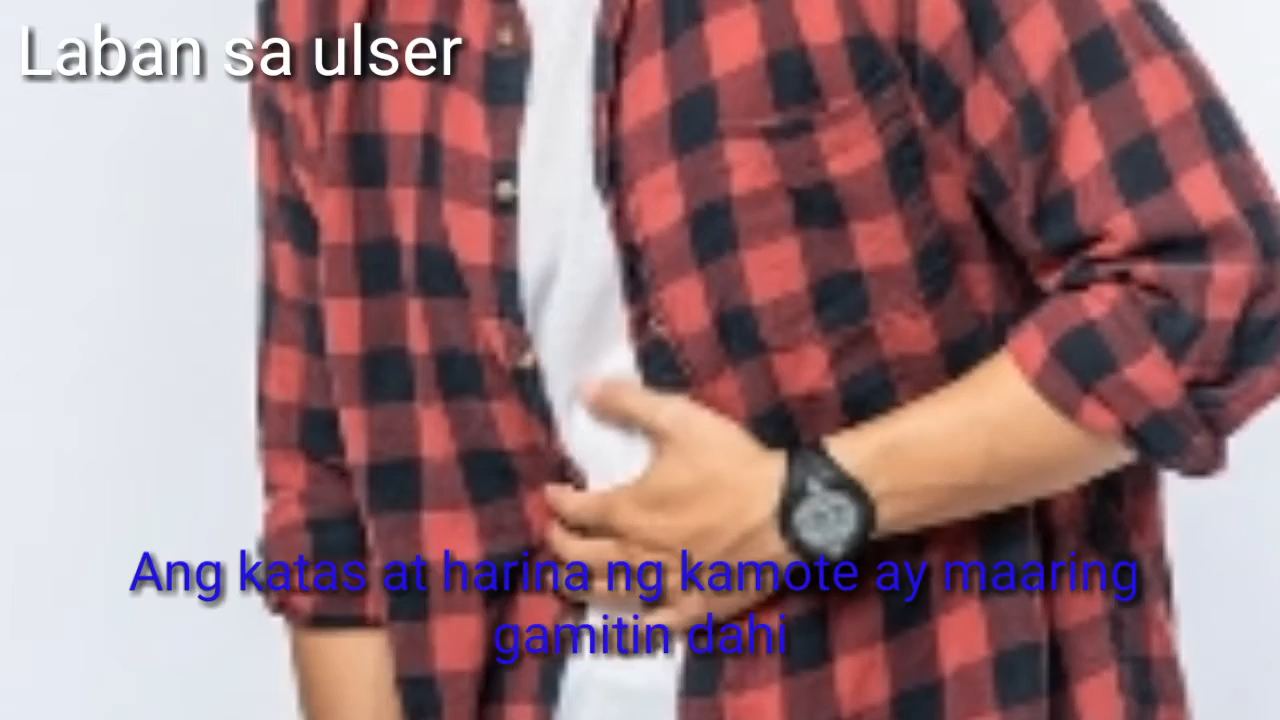 Laban sa ulser
Ang katas at harina ng kamote ay maaring
gamitin dahi